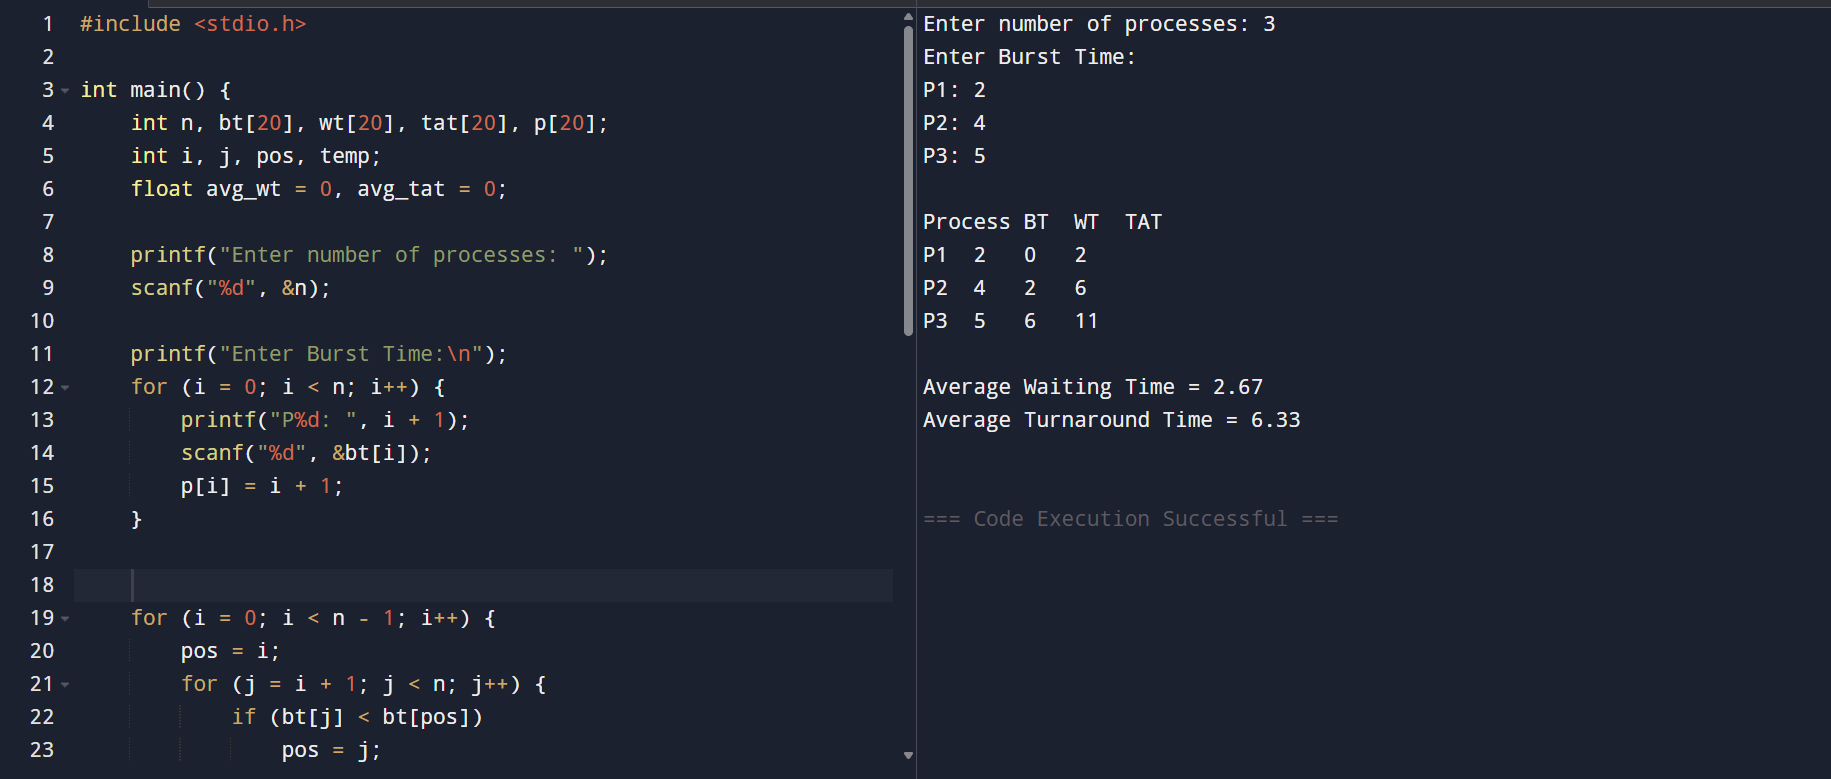 1 #include <stdio.h>
2
3 int main() {
4     int n, bt[20], wt[20], tat[20], p[20];
5     int i, j, pos, temp;
6     float avg_wt = 0, avg_tat = 0;
7
8     printf("Enter number of processes: ");
9     scanf("%d", &n);
10
11     printf("Enter Burst Time:\n");
12     for (i = 0; i < n; i++) {
13         printf("P%d: ", i + 1);
14         scanf("%d", &bt[i]);
15         p[i] = i + 1;
16     }
17
18
19     for (i = 0; i < n - 1; i++) {
20         pos = i;
21         for (j = i + 1; j < n; j++) {
22             if (bt[j] < bt[pos])
23                 pos = j;
Enter number of processes: 3
Enter Burst Time:
P1: 2
P2: 4
P3: 5
Process BT  WT  TAT
P1  2   0   2
P2  4   2   6
P3  5   6   11
Average Waiting Time = 2.67
Average Turnaround Time = 6.33
=== Code Execution Successful ===